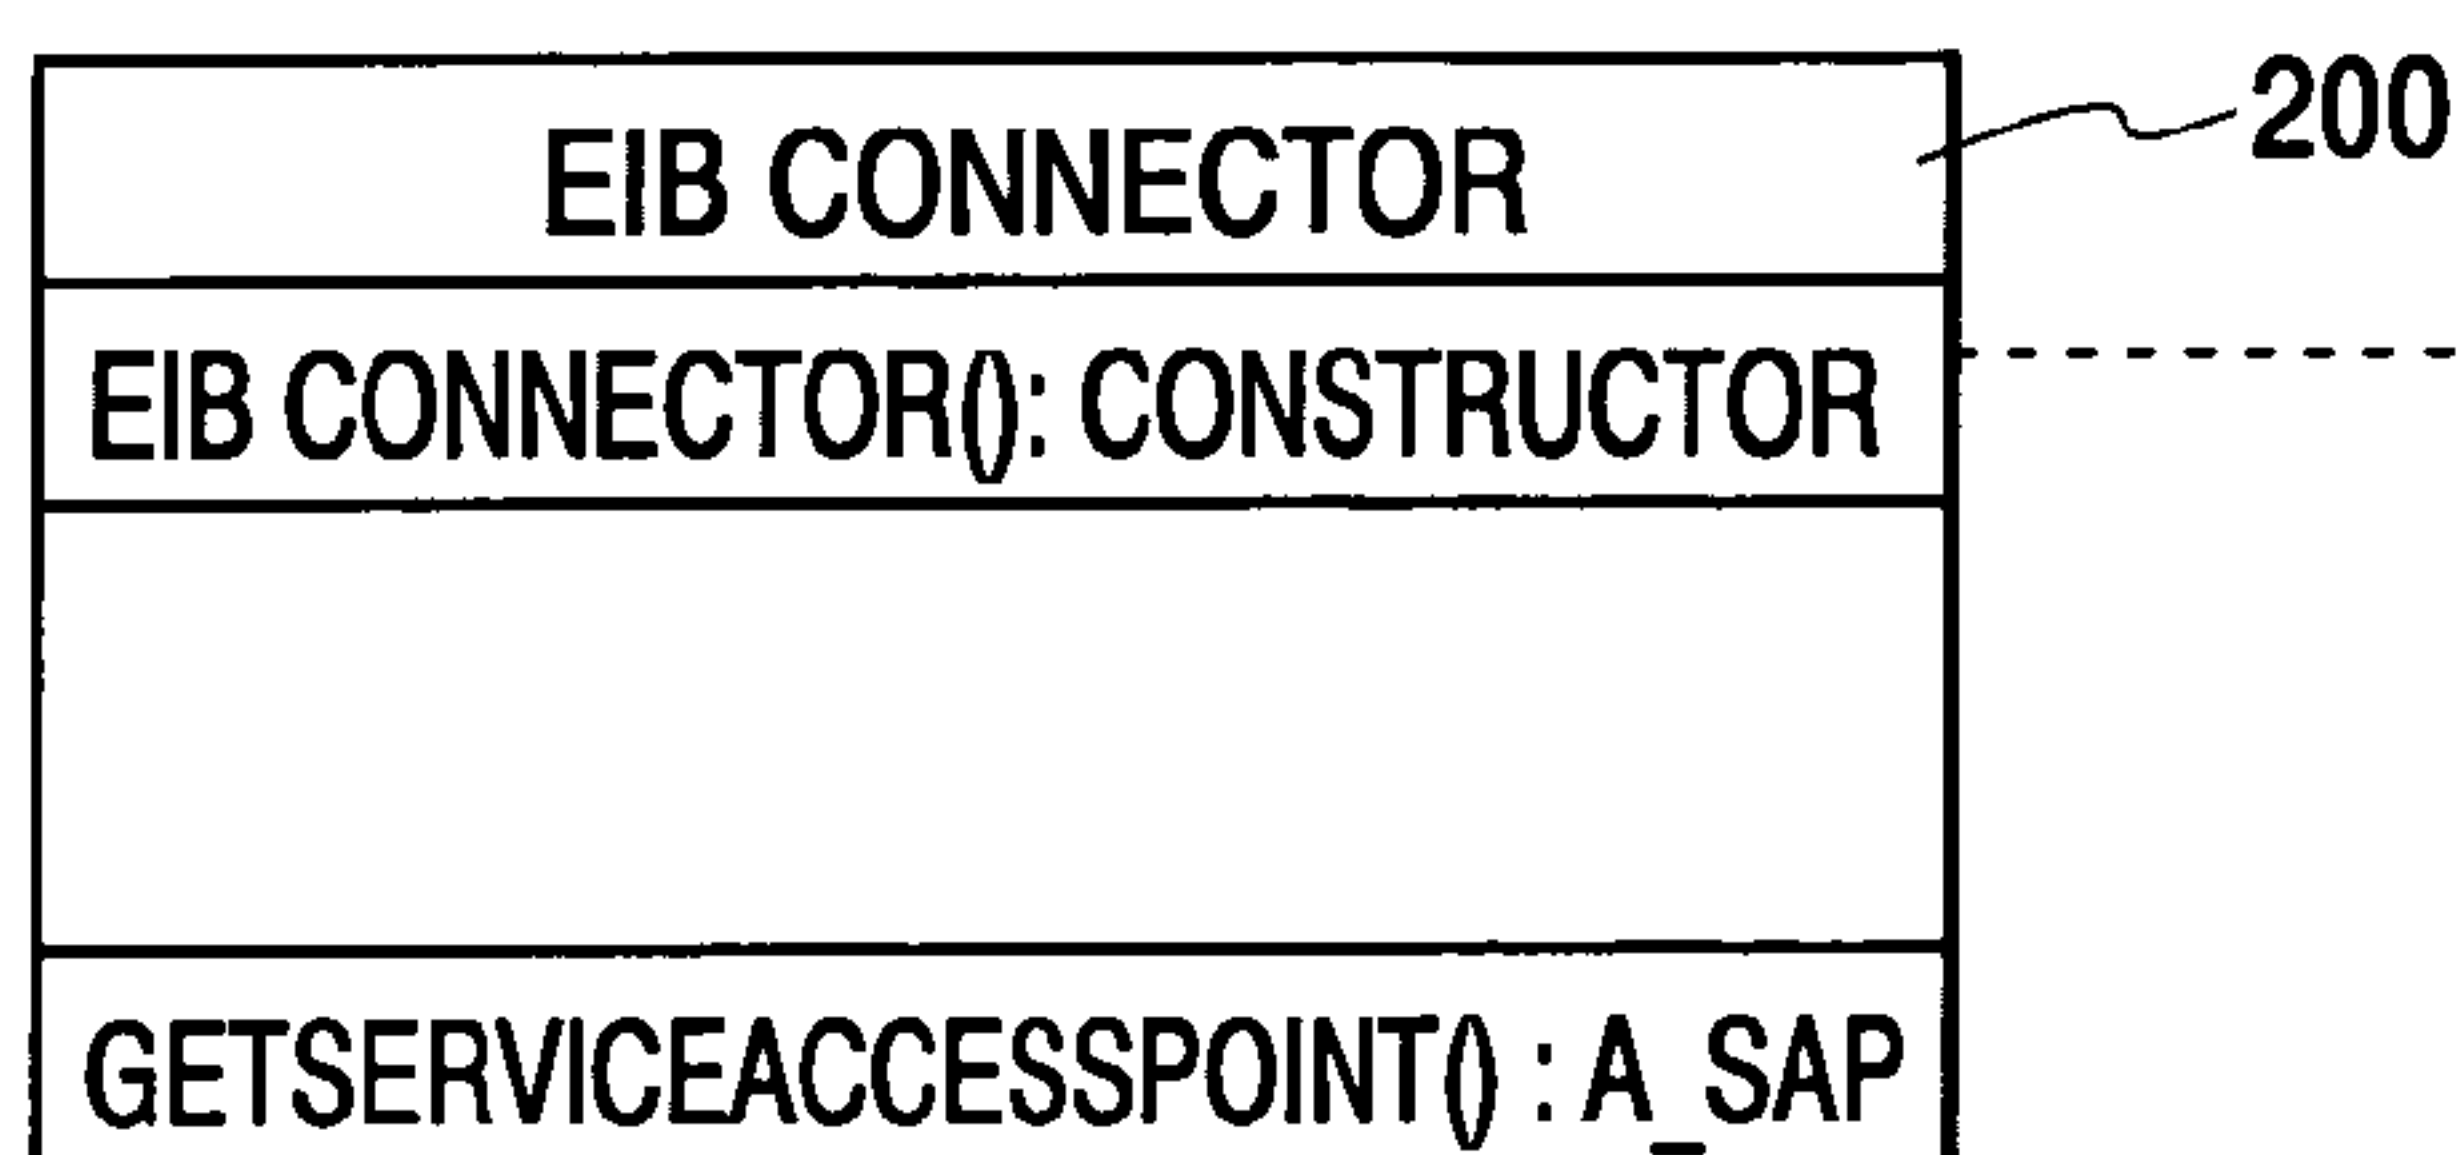 EIB CONNECTOR
200
EIB CONNECTOR(): CONSTRUCTOR
GETSERVICEACCESSPOINT() : A_SAP